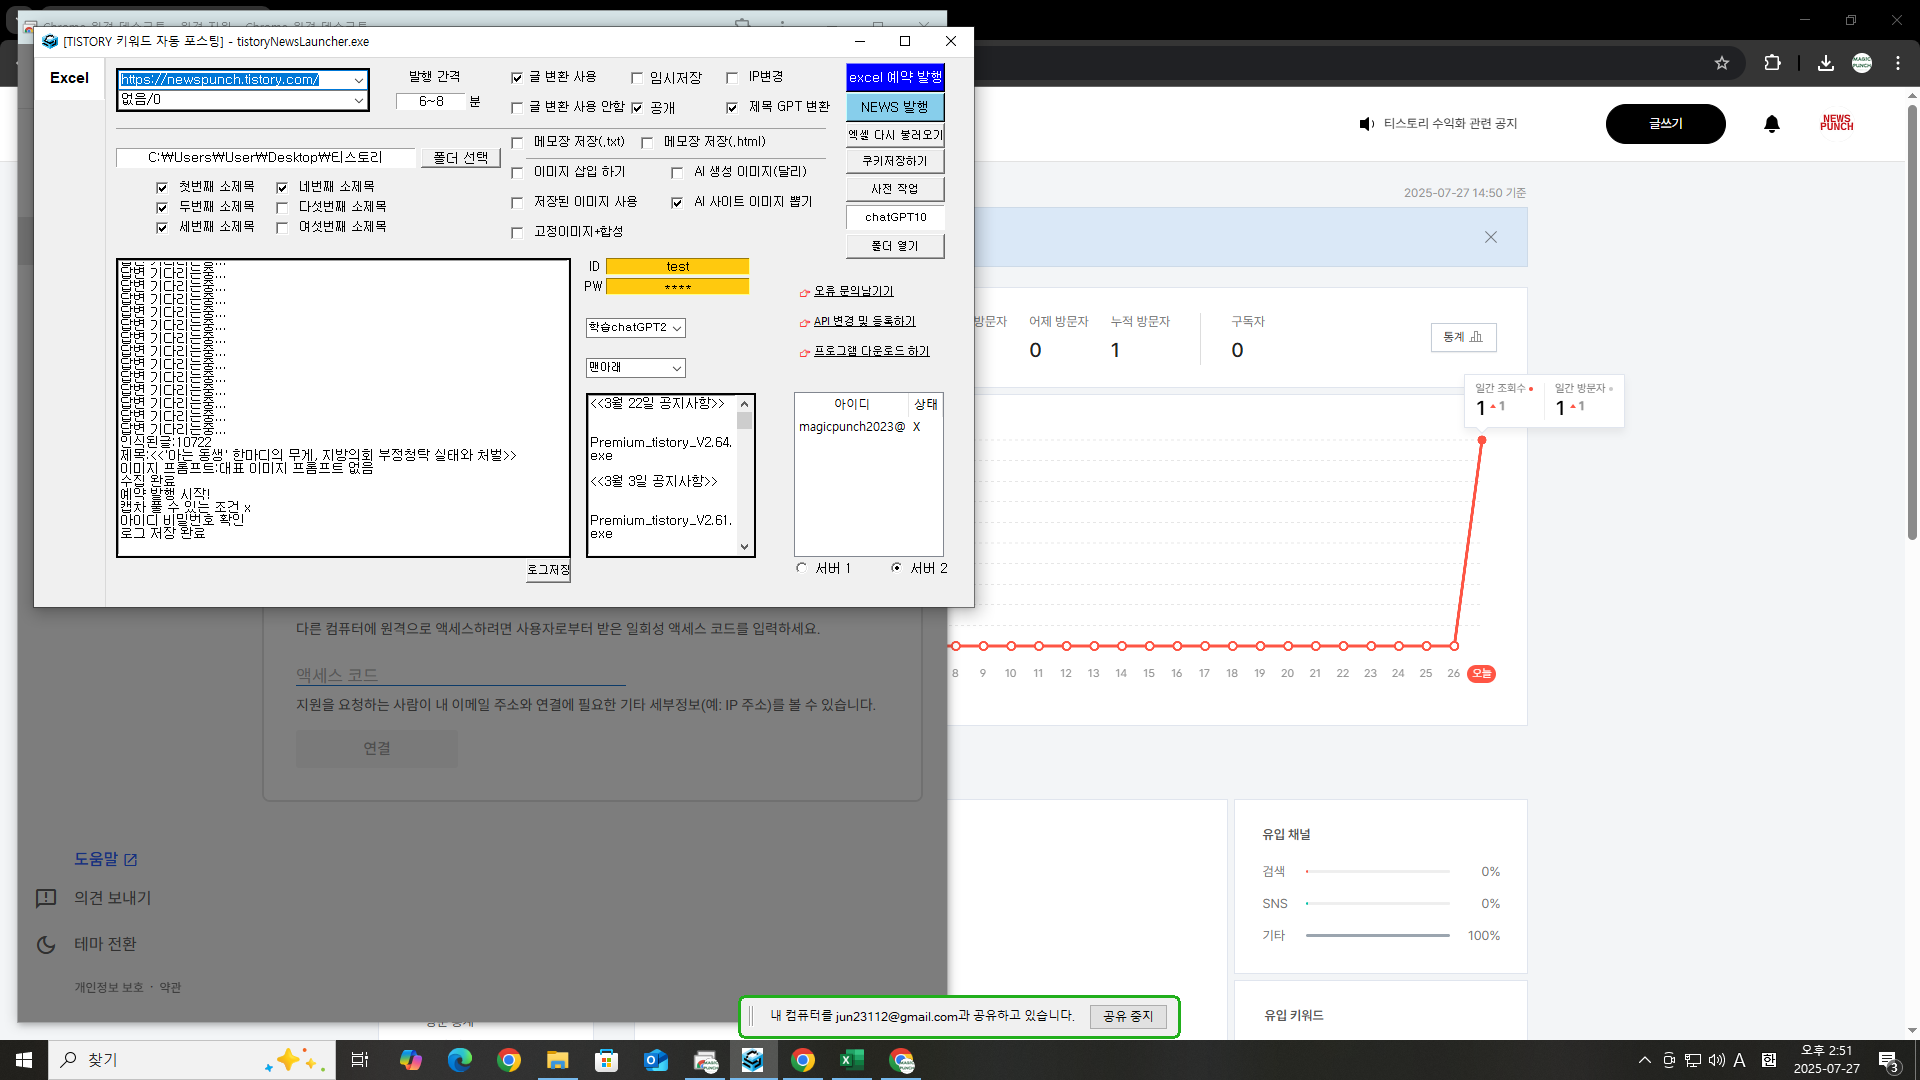 [TISTORY 키워드 자동 포스팅] - tistoryNewsLauncher.exe
Excel
https://newspunch.tistory.com/
없음/0
발행 간격
6~8 분
글 변환 사용
임시저장
IP변경
글 변환 사용 안함
공개
제목 GPT 변환
excel 예약 발행
NEWS 발행
엑셀 다시 불러오기
쿠키저장하기
사전 작업
chatGPT10
폴더 열기
메모장 저장(.txt)
메모장 저장(.html)
C:₩Users₩User₩Desktop₩티스토리
폴더 선택
이미지 삽입 하기
AI 생성 이미지(달리)
첫번째 소제목
네번째 소제목
저장된 이미지 사용
AI 사이트 이미지 뽑기
두번째 소제목
다섯번째 소제목
세번째 소제목
여섯번째 소제목
고정이미지+합성
답변 기다리는중...
답변 기다리는중...
답변 기다리는중...
답변 기다리는중...
답변 기다리는중...
답변 기다리는중...
답변 기다리는중...
답변 기다리는중...
답변 기다리는중...
답변 기다리는중...
답변 기다리는중...
답변 기다리는중...
답변 기다리는중...
인식된글:10722
제목:<<'아는 동생' 한마디의 무게, 지방의회 부정청탁 실태와 처벌>>
이미지 프롬프트:대표 이미지 프롬프트 없음
수집 완료
예약 발행 시작!
캡차 풀 수 있는 조건 x
아이디 비밀번호 확인
로그 저장 완료
로그저장
ID test
PW ****
학습chatGPT2
맨아래
오류 문의남기기
API 변경 및 등록하기
프로그램 다운로드 하기
<<3월 22일 공지사항>>
Premium_tistory_V2.64.
exe
<<3월 3일 공지사항>>
Premium_tistory_V2.61.
exe
아이디 상태
magicpunch2023@ X
서버 1
서버 2
다른 컴퓨터에 원격으로 액세스하려면 사용자로부터 받은 일회성 액세스 코드를 입력하세요.
액세스 코드
지원을 요청하는 사람이 내 이메일 주소와 연결에 필요한 기타 세부정보(예: IP 주소)를 볼 수 있습니다.
연결
도움말
의견 보내기
테마 전환
개인정보 보호 · 약관
티스토리 수익화 관련 공지
글쓰기
NEWS
PUNCH
2025-07-27 14:50 기준
방문자
어제 방문자
누적 방문자
구독자
0
1
0
통계
일간 조회수
일간 방문자
1 1
1 1
8 9 10 11 12 13 14 15 16 17 18 19 20 21 22 23 24 25 26 오늘
유입 채널
검색 0%
SNS 0%
기타 100%
유입 키워드
내 컴퓨터를 jun23112@gmail.com과 공유하고 있습니다.
공유 중지
찾기
A
한
오후 2:51
2025-07-27
3